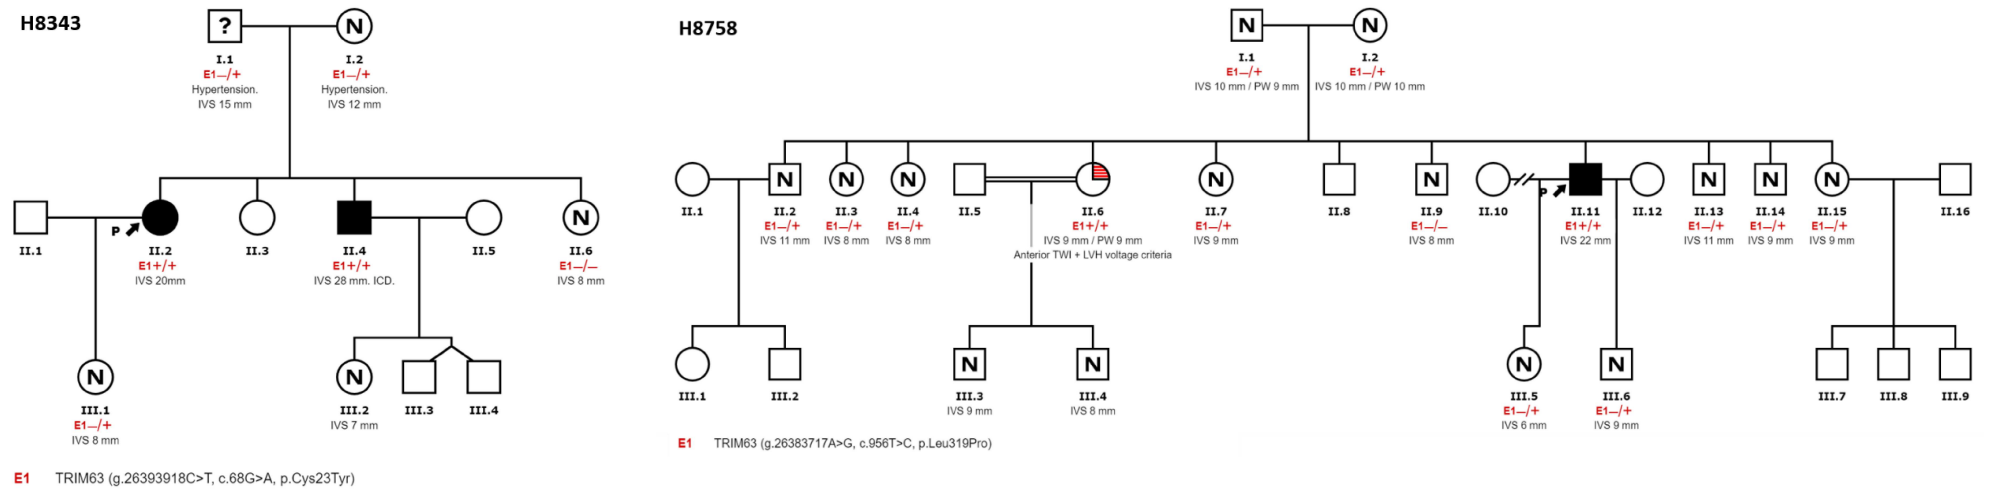 H8343
?
N
I.1
I.2
E1–/+
E1–/+
Hypertension.
Hypertension.
IVS 15 mm
IVS 12 mm
P
N
II.1
II.2
II.3
II.4
II.5
II.6
E1+/+
E1+/+
E1–/–
IVS 20mm
IVS 28 mm. ICD.
IVS 8 mm
N
N
III.1
III.2
III.3
III.4
E1–/+
IVS 7 mm
IVS 8 mm
E1 TRIM63 (g.26393918C>T, c.68G>A, p.Cys23Tyr)
H8758
N
N
I.1
I.2
E1–/+
E1–/+
IVS 10 mm / PW 9 mm
IVS 10 mm / PW 10 mm
N
N
N
N
N
P
N
N
N
II.1
II.2
II.3
II.4
II.5
II.6
II.7
II.8
II.9
II.10
II.11
II.12
II.13
II.14
II.15
II.16
E1–/+
E1–/+
E1–/+
E1+/+
E1–/+
E1–/–
E1+/+
E1–/+
E1–/+
E1–/+
IVS 11 mm
IVS 8 mm
IVS 8 mm
IVS 9 mm / PW 9 mm
IVS 9 mm
IVS 8 mm
IVS 22 mm
IVS 11 mm
IVS 9 mm
IVS 9 mm
Anterior TWI + LVH voltage criteria
N
N
N
N
III.1
III.2
III.3
III.4
III.5
III.6
III.7
III.8
III.9
IVS 9 mm
IVS 8 mm
E1–/+
E1–/+
IVS 6 mm
IVS 9 mm
E1 TRIM63 (g.26383717A>G, c.956T>C, p.Leu319Pro)